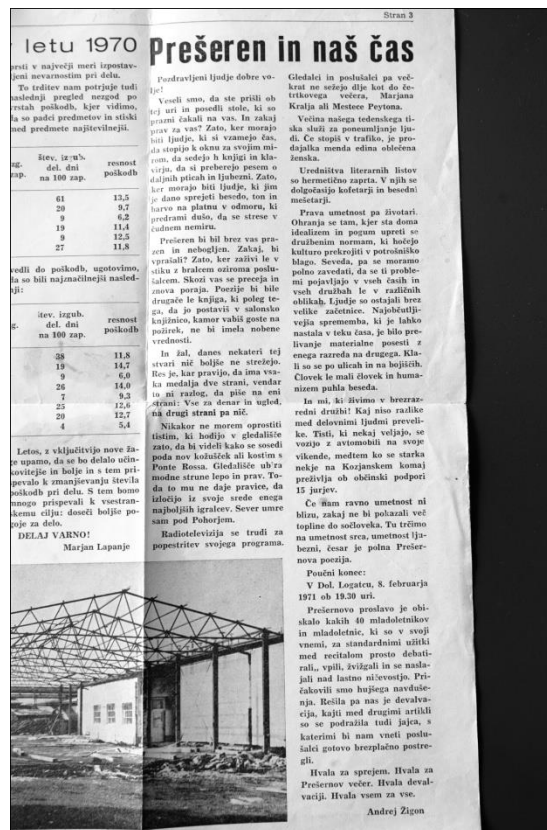 Stran 3
letu 1970
prsti v največji meri izpostav-
ljeni nevarnostim pri delu.
To trditev nam potrjuje tudi
naslednji pregled nezgod po
vrstah poškodb, kjer vidimo,
da so padci predmetov in stiski
med predmete najštevilnejši.
štev. izgub.
zg. del. dni resnost
zap. na 100 zap. poškodb
61 13,5
20 9,7
9 6,2
19 11,4
9 12,5
27 11,8
vedli do poškodb, ugotovimo,
da so bili najznačilnejši nasled-
nji:
štev. izgub.
g. del. dni resnost
na 100 zap. poškodb
38 11,8
19 14,7
9 6,0
26 14,0
7 9,3
25 12,6
20 12,7
4 5,4
Letos, z vključitvijo nove ža-
ge upamo, da se bo delalo učin-
kovitejše in bolje in s tem pri-
spevalo k zmanjševanju števila
poškodb pri delu. S tem bomo
mnogo prispevali k vsestran-
skemu cilju: doseči boljše po-
goje za delo.
DELAJ VARNO!
Marjan Lapanje
Prešeren in naš čas
Pozdravljeni ljudje dobre vo-
lje!
Veseli smo, da ste prišli ob
tej uri in posedli stole, ki so
prazni čakali na vas. In zakaj
prav za vas? Zato, ker morajo
biti ljudje, ki si vzamejo čas,
da stopijo k oknu za svojim mi-
rom, da sedejo h knjigi in kla-
virju, da si preberejo pesem o
daljnih pticah in ljubezni. Zato,
ker morajo biti ljudje, ki jim
je dano sprejeti besedo, ton in
barvo na platno v odmoru, ki
predrami dušo, da se strese v
čudnem nemiru.
Prešeren bi bil brez vas pra-
zen in nebogljen. Zakaj, bi
vprašali? Zato, ker zaživi le v
stiku z bralcem oziroma poslu-
šalcem. Skozi vas se preceja in
znova poraja. Poezije bi bile
drugače le knjiga, ki poleg te-
ga, da jo postaviš v salonsko
knjižnico, kamor vabiš goste na
požirek, ne bi imela nobene
vrednosti.
In žal, danes nekateri tej
stvari nič boljše ne strežejo.
Res je, kar pravijo, da ima vsa-
ka medalja dve strani, vendar
to ni razlog, da piše na eni
strani: Vse za denar in ugled,
na drugi strani pa nič.
Nikakor ne morem oprostiti
tistim, ki hodijo v gledališče
zato, da bi videli kako se sosedi
poda nov kožušček ali kostim s
Ponte Rossa. Gledališče ub'ra
modne strune lepo in prav. To-
da to mu ne daje pravice, da
izločijo iz svoje srede enega
najboljših igralcev. Sever umre
sam pod Pohorjem.
Radiotelevizija se trudi za
popestritev svojega programa.
Gledalci in poslušalci pa več-
krat ne sežejo dlje kot do če-
trtkovega večera, Marjana
Kralja ali Mestece Peytona.
Večina našega tedenskega ti-
ska služi za poneumljanje lju-
di. Če stopiš v trafiko, je pro-
dajalka menda edina oblečena
ženska.
Uredništva literarnih listov
so hermetično zaprta. V njih se
dolgočasijo kofetarji in besedni
mešetarji.
Prava umetnost pa životari.
Ohranja se tam, kjer sta doma
idealizem in pogum upreti se
družbenim normam, ki hočejo
kulturo prekrojiti v potrošniško
blago. Seveda, pa se moramo
polno zavedati, da se ti proble-
mi pojavljajo v vseh časih in
vseh družbah le v različnih
oblikah. Ljudje so ostajali brez
velike začetnice. Najobčutlji-
vejša sprememba, ki je lahko
nastala v teku časa, je bilo pre-
livanje materialne posesti z
enega razreda na drugega. Kla-
li so se po ulicah in na bojiščih.
Človek le mali človek in huma-
nizem puhla beseda.
In mi, ki živimo v brezraz-
redni družbi! Kaj niso razlike
med delovnimi ljudmi preveli-
ke. Tisti, ki nekaj veljajo, se
vozijo z avtomobili na svoje
vikende, medtem ko se starka
nekje na Kozjanskem komaj
preživlja ob občinski podpori
15 jurjev.
Če nam ravno umetnost ni
blizu, zakaj ne bi pokazali več
topline do sočloveka. Tu trčimo
na umetnost srca, umetnost lju-
bezni, česar je polna Prešer-
nova poezija.
Poučni konec:
V Dol. Logatcu, 8. februarja
1971 ob 19.30 uri.
Prešernovo proslavo je obi-
skalo kakih 40 mladoletnikov
in mladoletnic, ki so v svoji
vnemi, za standardnimi užitki
med recitalom prosto debati-
rali,, vpili, žvižgali in se nasla-
jali nad lastno ničevostjo. Pri-
čakovili smo hujšega navduše-
nja. Rešila pa nas je devalva-
cija, kajti med drugimi artikli
so se podražila tudi jajca, s
katerimi bi nam vneti poslu-
šalci gotovo brezplačno postre-
gli.
Hvala za sprejem. Hvala za
Prešernov večer. Hvala deval-
vaciji. Hvala vsem za vse.
Andrej Žigon